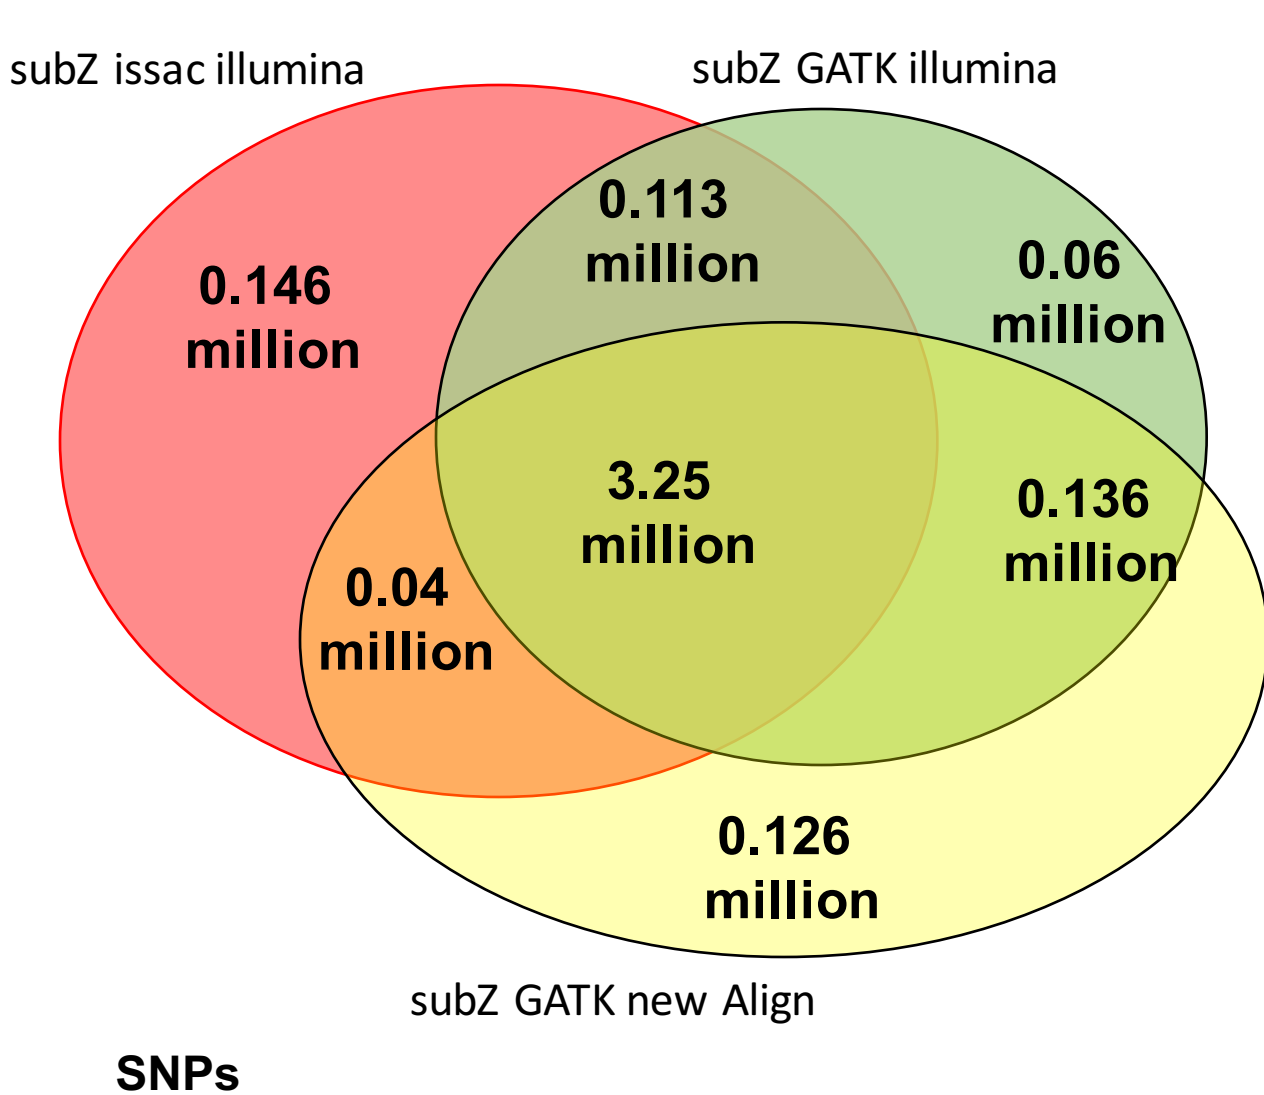 subZ issac illumina
subZ GATK illumina
0.113
million
0.06
million
0.146
million
3.25
million
0.136
million
0.04
million
0.126
million
subZ GATK new Align
SNPs